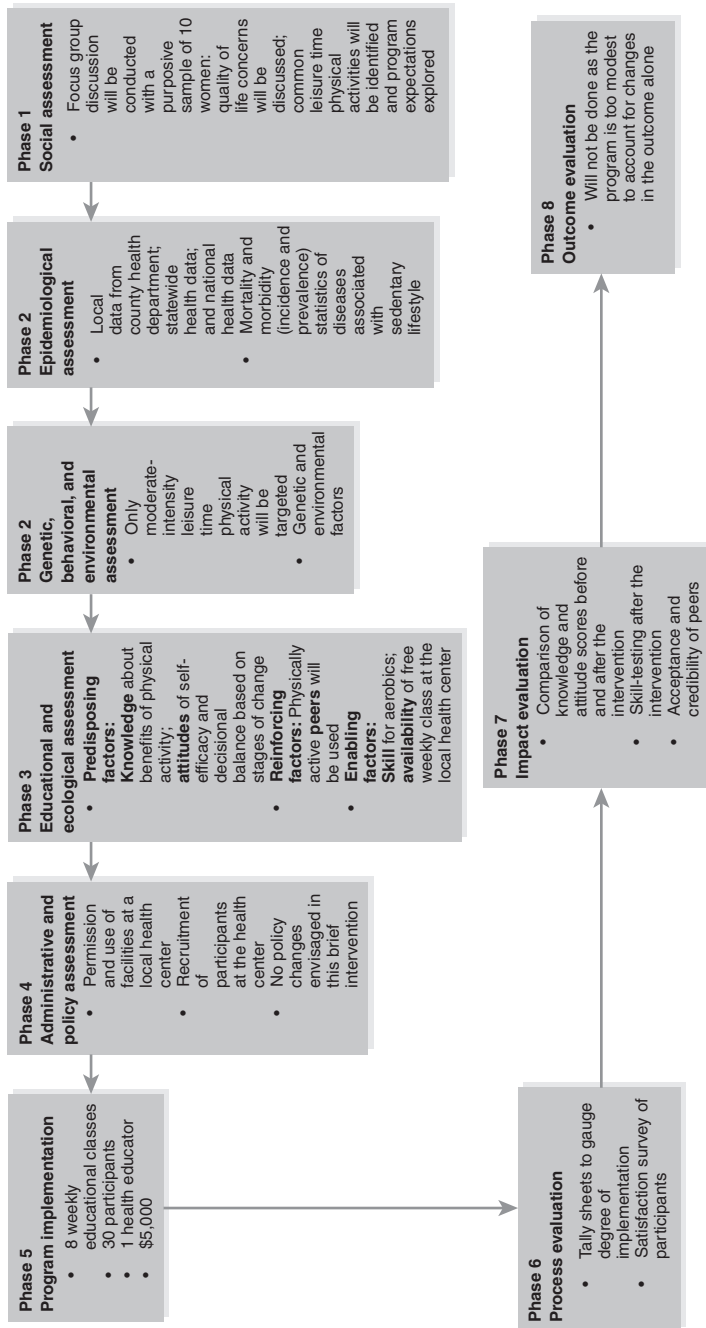 Phase 1
Social assessment
• Focus group
discussion
will be
conducted
with a
purposive
sample of 10
women:
quality of
life concerns
will be
discussed;
common
leisure time
physical
activities will
be identified
and program
expectations
explored
Phase 2
Epidemiological
assessment
• Local
data from
county health
department;
statewide
health data;
and national
health data
• Mortality and
morbidity
(incidence and
prevalence)
statistics of
diseases
associated
with
sedentary
lifestyle
Phase 2
Genetic,
behavioral, and
environmental
assessment
• Only
moderate-
intensity
leisure
time
physical
activity
will be
targeted
• Genetic and
environmental
factors
Phase 3
Educational and
ecological assessment
• Predisposing
factors:
Knowledge about
benefits of physical
activity;
attitudes of self-
efficacy and
decisional
balance based on
stages of change
• Reinforcing
factors: Physically
active peers will
be used
• Enabling
factors:
Skill for aerobics;
availability of free
weekly class at the
local health center
Phase 4
Administrative and
policy assessment
• Permission
and use of
facilities at a
local health
center
• Recruitment
of
participants
at the health
center
• No policy
changes
envisaged in
this brief
intervention
Phase 5
Program implementation
• 8 weekly
educational classes
• 30 participants
• 1 health educator
• $5,000
Phase 6
Process evaluation
• Tally sheets to gauge
degree of
implementation
• Satisfaction survey of
participants
Phase 7
Impact evaluation
• Comparison of
knowledge and
attitude scores before
and after the
intervention
• Skill-testing after the
intervention
• Acceptance and
credibility of peers
Phase 8
Outcome evaluation
• Will not be done as the
program is too modest
to account for changes
in the outcome alone